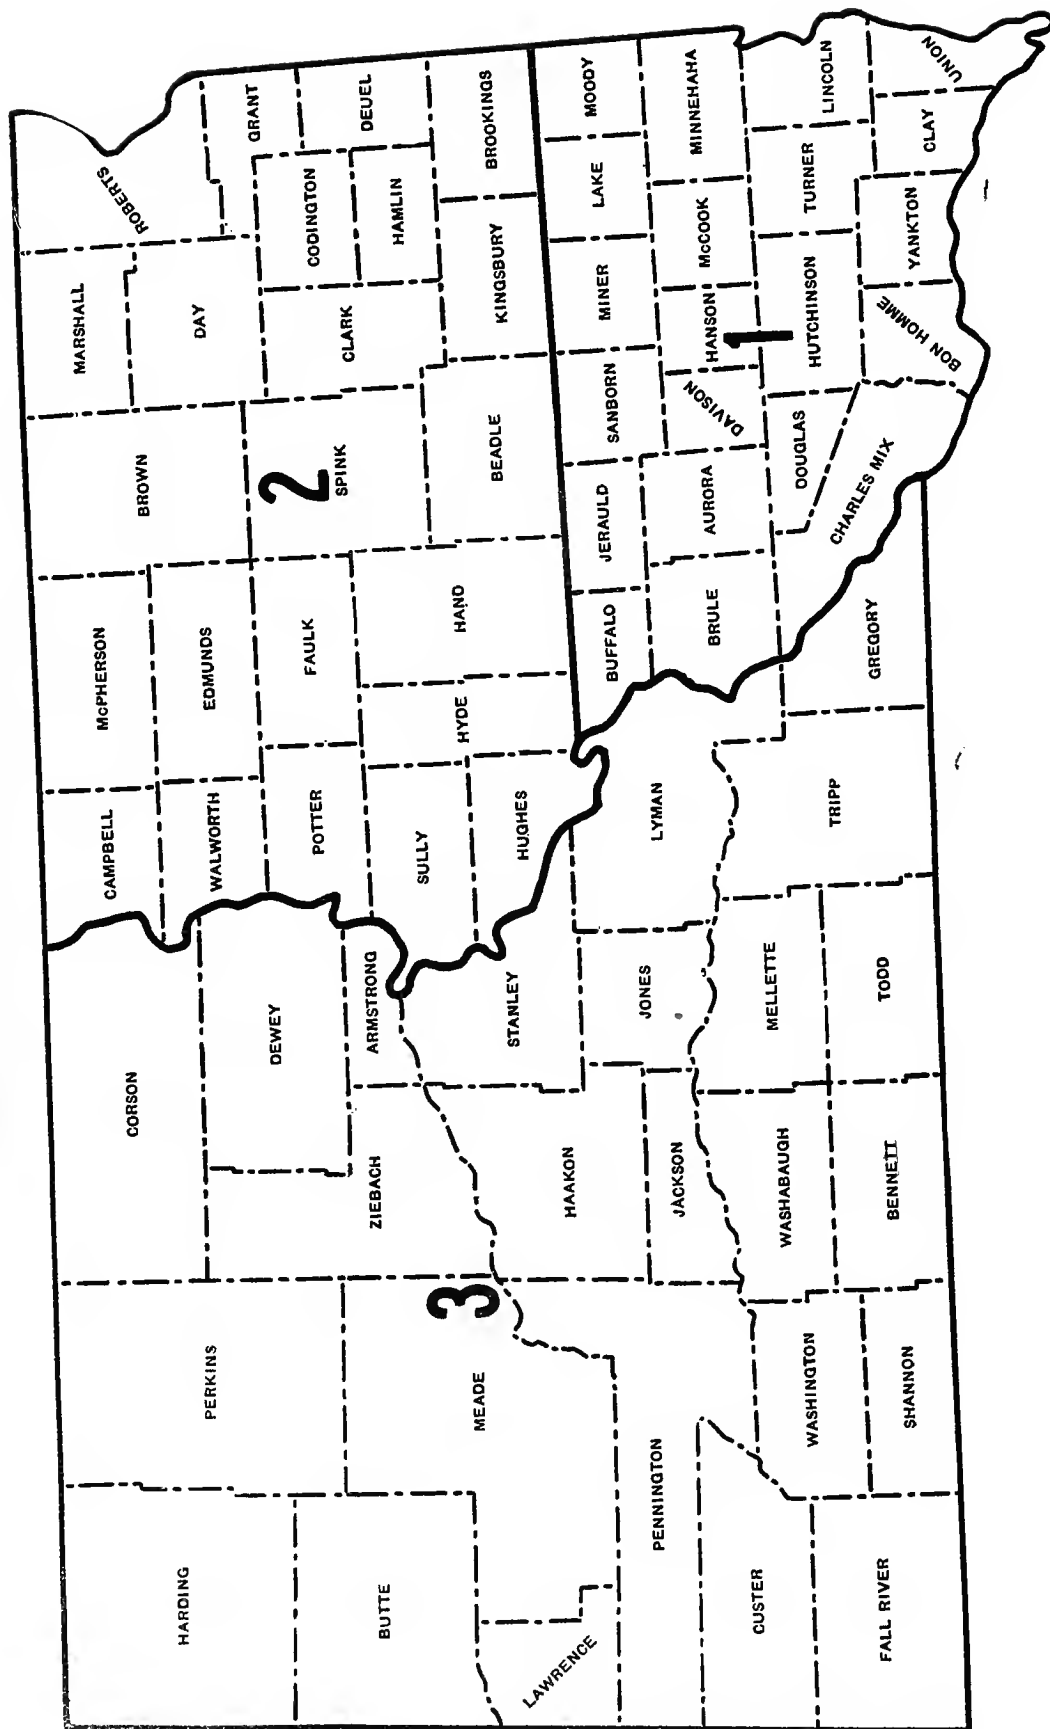 HARDING
PERKINS
CORSON
CAMPBELL
McPHERSON
BROWN
MARSHALL
ROBERTS
BUTTE
MEADE
ZIEBACH
DEWEY
ARMSTRONG
WALWORTH
EDMUNDS
DAY
GRANT
POTTER
FAULK
SPINK
2
CODINGTON
DEUEL
CLARK
HAMLIN
LAWRENCE
3
HAAKON
STANLEY
SULLY
HUGHES
HYDE
HAND
BEADLE
KINGSBURY
BROOKINGS
PENNINGTON
JACKSON
JONES
LYMAN
BUFFALO
JERAULD
SANBORN
MINER
LAKE
MOODY
CUSTER
WASHINGTON
WASHABAUGH
MELLETTE
TRIPP
BRULE
AURORA
DAVISON
HANSON
1
McCOOK
MINNEHAHA
FALL RIVER
SHANNON
BENNETT
TODD
GREGORY
CHARLES MIX
DOUGLAS
HUTCHINSON
TURNER
LINCOLN
BON HOMME
YANKTON
CLAY
UNION